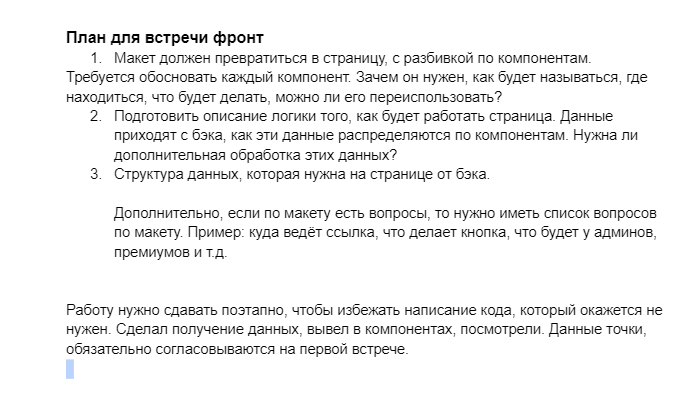 План для встречи фронт
1. Макет должен превратиться в страницу, с разбивкой по компонентам.
Требуется обосновать каждый компонент. Зачем он нужен, как будет называться, где
находиться, что будет делать, можно ли его переиспользовать?
2. Подготовить описание логики того, как будет работать страница. Данные
приходят с бэка, как эти данные распределяются по компонентам. Нужна ли
дополнительная обработка этих данных?
3. Структура данных, которая нужна на странице от бэка.
Дополнительно, если по макету есть вопросы, то нужно иметь список вопросов
по макету. Пример: куда ведёт ссылка, что делает кнопка, что будет у админов,
премиумов и т.д.
Работу нужно сдавать поэтапно, чтобы избежать написание кода, который окажется не
нужен. Сделал получение данных, вывел в компонентах, посмотрели. Данные точки,
обязательно согласовываются на первой встрече.